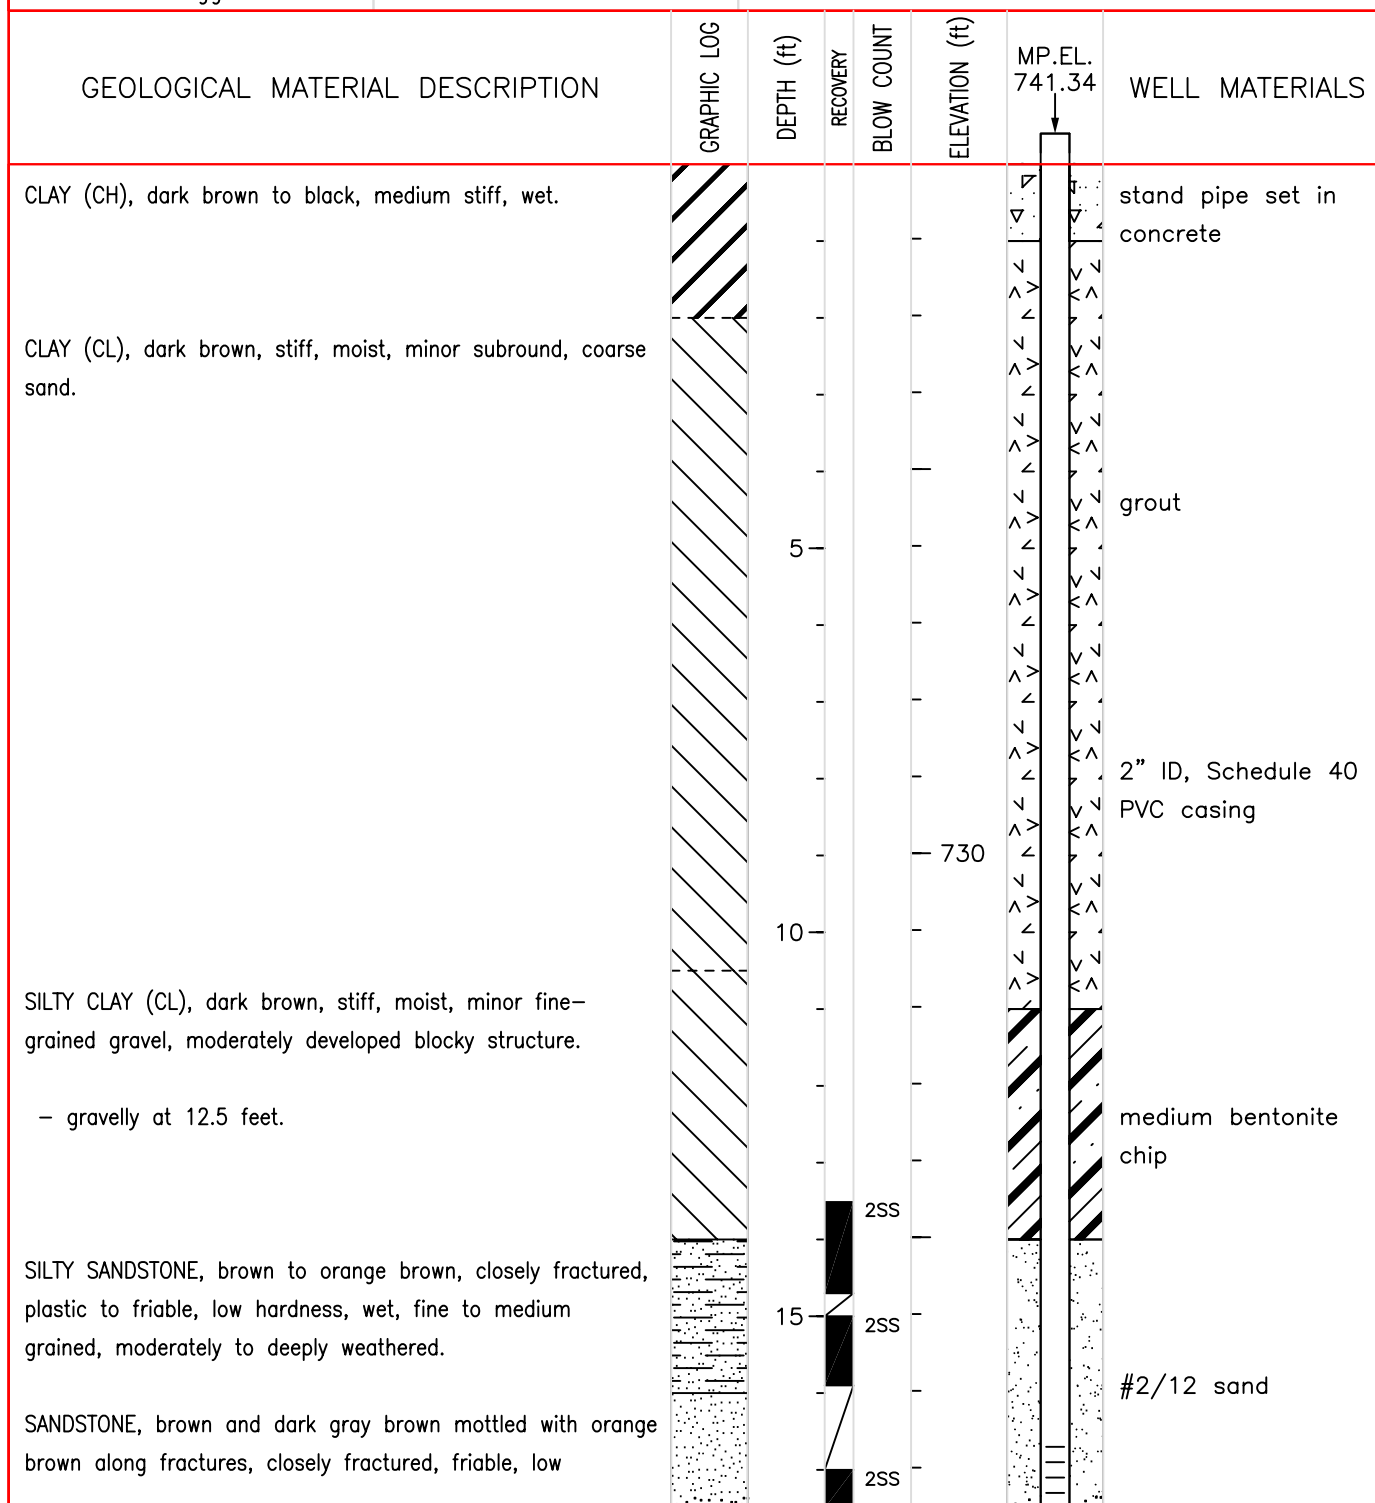 GEOLOGICAL MATERIAL DESCRIPTION
GRAPHIC LOG
DEPTH (ft)
RECOVERY
BLOW COUNT
ELEVATION (ft)
MP.EL.
741.34
WELL MATERIALS
CLAY (CH), dark brown to black, medium stiff, wet.
stand pipe set in
concrete
CLAY (CL), dark brown, stiff, moist, minor subround, coarse
sand.
grout
5
2" ID, Schedule 40
PVC casing
730
10
SILTY CLAY (CL), dark brown, stiff, moist, minor fine-
grained gravel, moderately developed blocky structure.
- gravelly at 12.5 feet.
medium bentonite
chip
2SS
SILTY SANDSTONE, brown to orange brown, closely fractured,
plastic to friable, low hardness, wet, fine to medium
grained, moderately to deeply weathered.
15
2SS
#2/12 sand
SANDSTONE, brown and dark gray brown mottled with orange
brown along fractures, closely fractured, friable, low
2SS